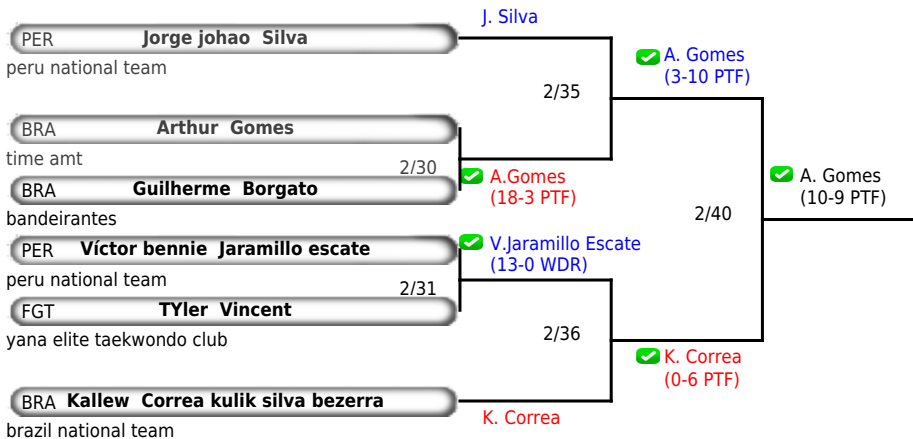 J. Silva
PER Jorge johao Silva
peru national team
A. Gomes
(3-10 PTF)
2/35
BRA Arthur Gomes
time amt
2/30
A.Gomes
(18-3 PTF)
BRA Guilherme Borgato
bandeirantes
A. Gomes
(10-9 PTF)
2/40
PER Víctor bennie Jaramillo escate
peru national team
V.Jaramillo Escate
(13-0 WDR)
2/31
FGT TYler Vincent
yana elite taekwondo club
2/36
K. Correa
(0-6 PTF)
BRA Kallew Correa kulik silva bezerra
brazil national team
K. Correa